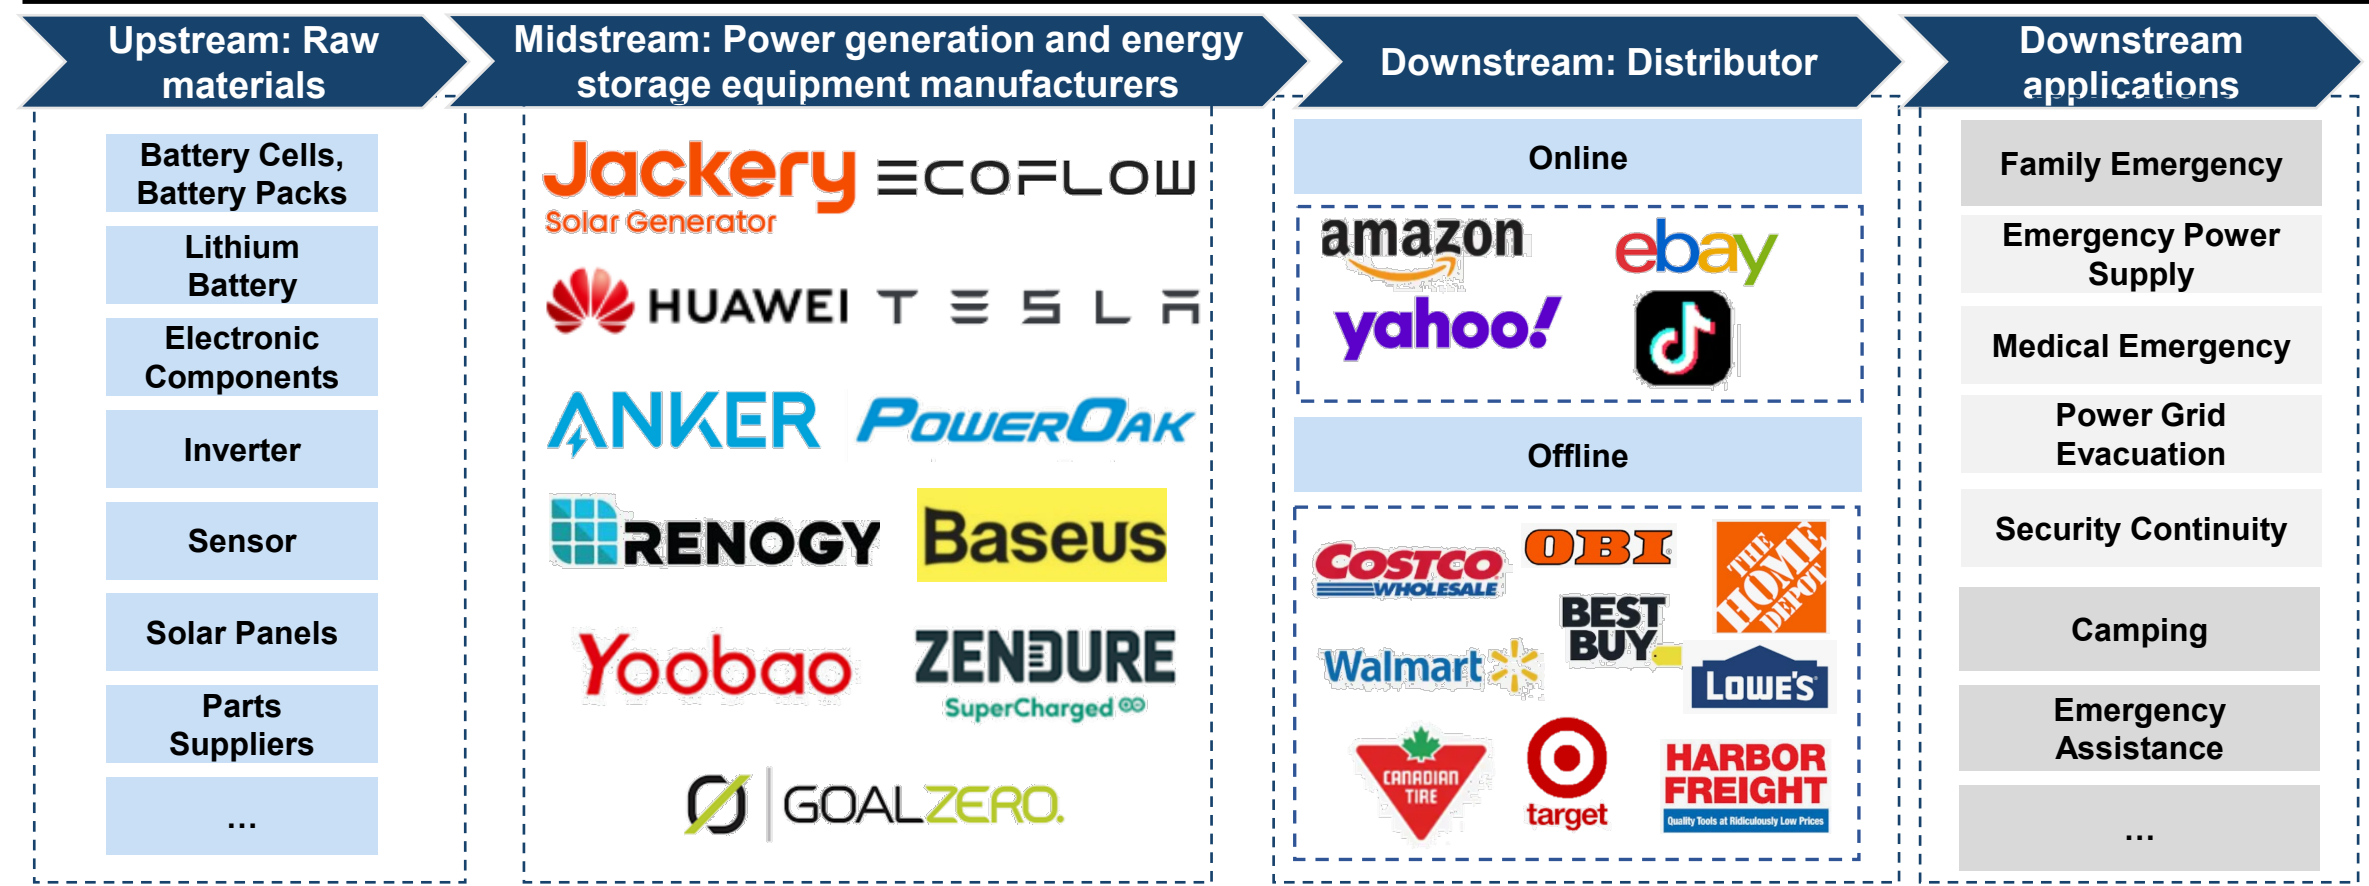 Upstream: Raw
materials
Battery Cells,
Battery Packs
Lithium
Battery
Electronic
Components
Inverter
Sensor
Solar Panels
Parts
Suppliers
...
Midstream: Power generation and energy
storage equipment manufacturers
Jackery
Solar Generator
ECOFLOW
HUAWEI
TESLA
ANKER
POWEROAK
RENOGY
Baseus
Yoobao
ZENDURE
SuperCharged
GOALZERO.
Downstream: Distributor
Online
amazon
ebay
yahoo!
Offline
COSTCO
WHOLESALE
OBI
THE
HOME
DEPOT
BEST
BUY
Walmart
LOWE'S
CANADIAN
TIRE
target
HARBOR
FREIGHT
Quality Tools at Ridiculously Low Prices
Downstream
applications
Family Emergency
Emergency Power
Supply
Medical Emergency
Power Grid
Evacuation
Security Continuity
Camping
Emergency
Assistance
...